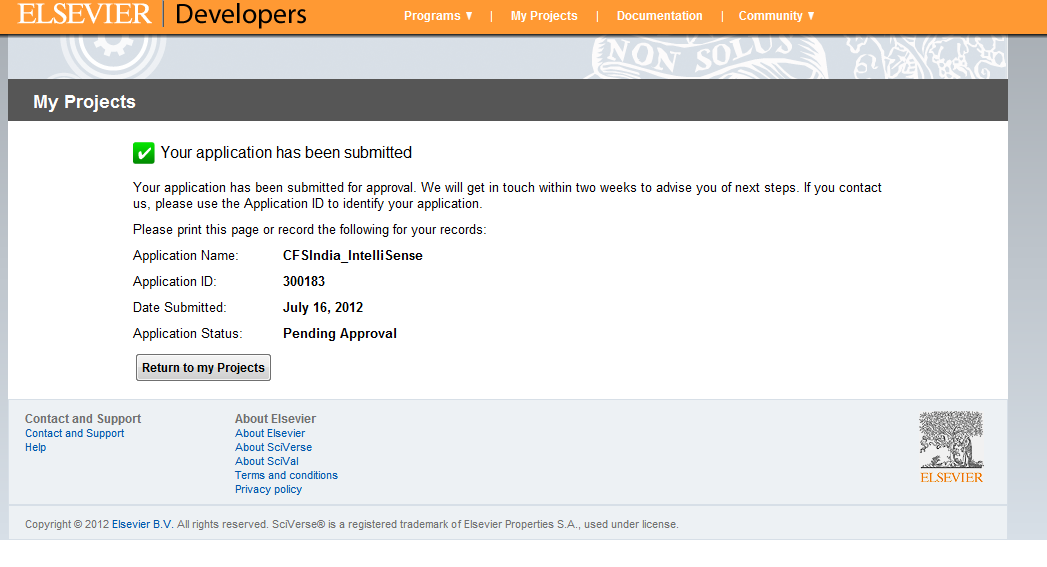 ELSEVIER | Developers
Programs ▼ | My Projects | Documentation | Community ▼
NON SOLUS
My Projects
Your application has been submitted
Your application has been submitted for approval. We will get in touch within two weeks to advise you of next steps. If you contact
us, please use the Application ID to identify your application.
Please print this page or record the following for your records:
Application Name: CFSIndia_IntelliSense
Application ID: 300183
Date Submitted: July 16, 2012
Application Status: Pending Approval
Return to my Projects
Contact and Support About Elsevier
Contact and Support About Elsevier
Help About SciVerse
About SciVal
Terms and conditions
Privacy policy
ELSEVIER
Copyright © 2012 Elsevier B.V. All rights reserved. SciVerse® is a registered trademark of Elsevier Properties S.A., used under license.